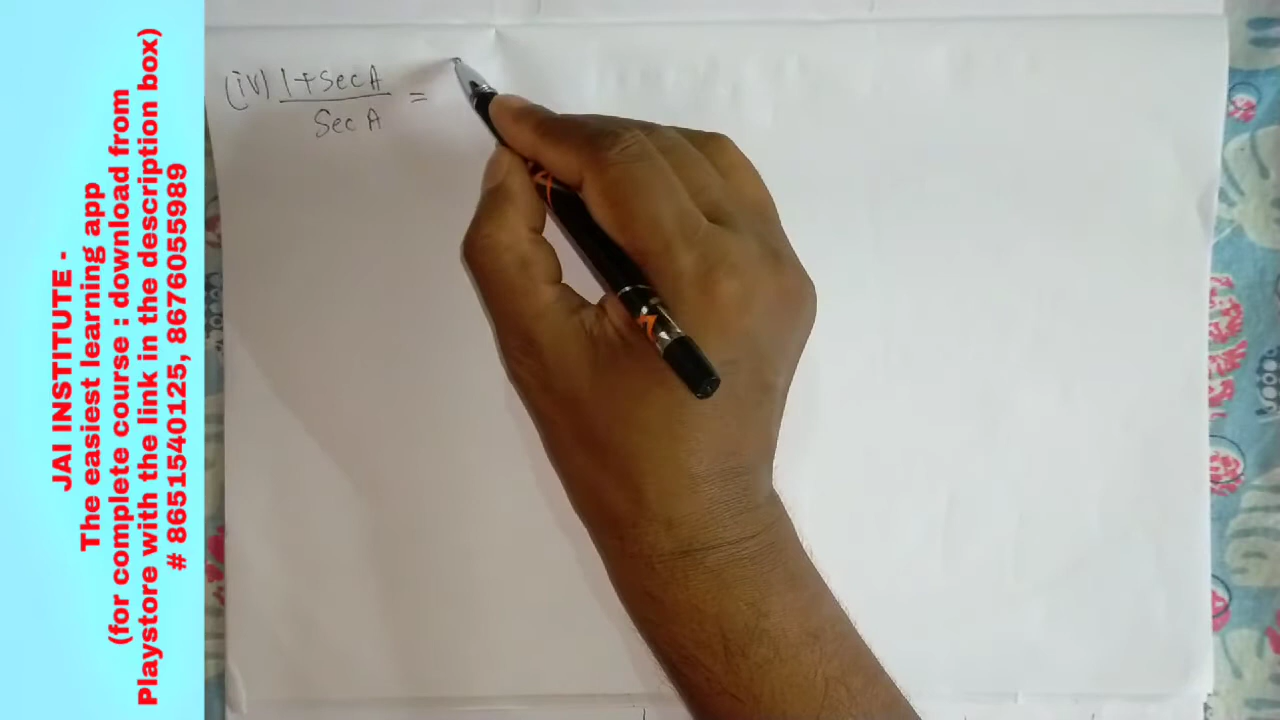 JAI INSTITUTE -
The easiest learning app
(for complete course : download from
Playstore with the link in the description box)
# 8651540125, 8676055989
(iv) 1+SecA
Sec A
=